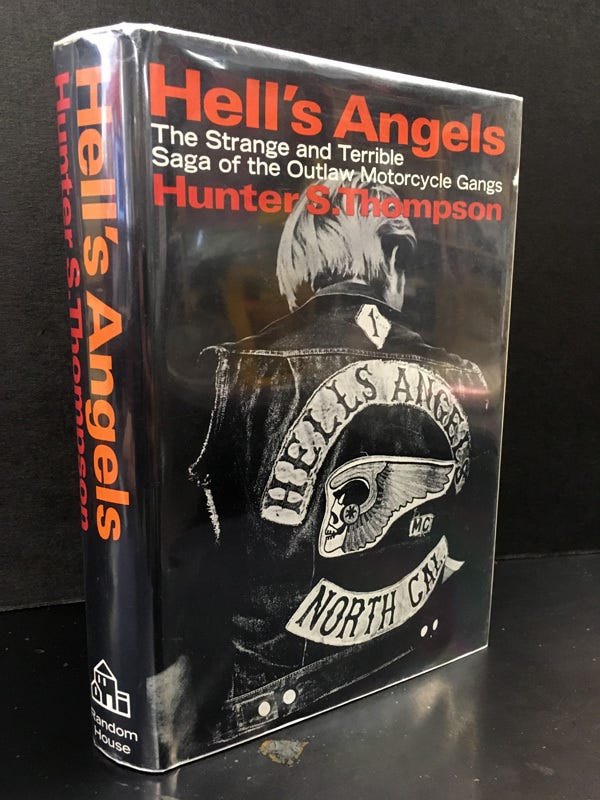 Hell's Angels
The Strange and Terrible
Saga of the Outlaw Motorcycle Gangs
Hunter S.Thompson
1
HELLS ANGELS
MC
NORTH CAL
Hell's Angels
Hunter S.Thompson
Random
House